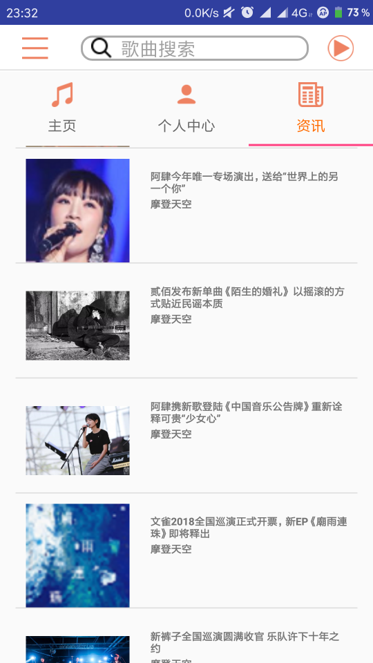 23:32 0.0K/s 4G 73%
歌曲搜索
主页 个人中心 资讯
阿肆今年唯一专场演出，送给“世界上的另
一个你”
摩登天空
贰佰发布新单曲《陌生的婚礼》 以摇滚的方
式贴近民谣本质
摩登天空
阿肆携新歌登陆《中国音乐公告牌》重新诠
释可贵“少女心”
摩登天空
文雀2018全国巡演正式开票，新EP《廟雨連
珠》即将释出
摩登天空
新裤子全国巡演圆满收官 乐队许下十年之
约
摩登天空